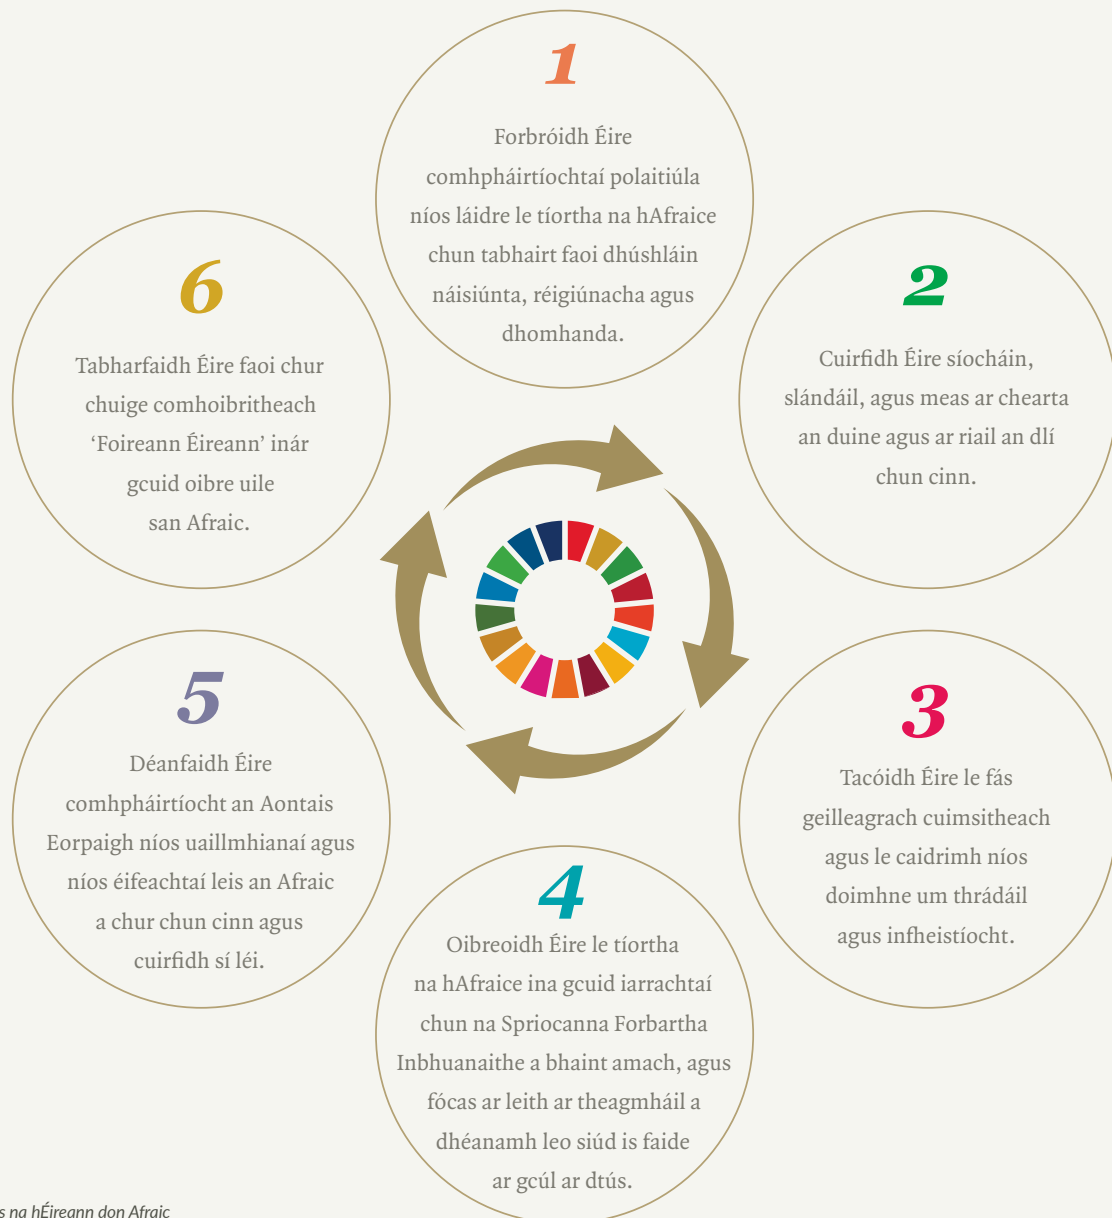 1
Forbróidh Éire
comhpháirtíochtaí polaitiúla
níos láidre le tíortha na hAfraice
chun tabhairt faoi dhúshláin
náisiúnta, réigiúnacha agus
dhomhanda.
2
Cuirfidh Éire síocháin,
slándáil, agus meas ar chearta
an duine agus ar riail an dlí
chun cinn.
3
Tacóidh Éire le fás
geilleagrach cuimsitheach
agus le caidrimh níos
doimhne um thrádáil
agus infheistíocht.
4
Oibreoidh Éire le tíortha
na hAfraice ina gcuid iarrachtaí
chun na Spriocanna Forbartha
Inbhuanaithe a bhaint amach, agus
fócas ar leith ar theagmháil a
dhéanamh leo siúd is faide
ar gcúl ar dtús.
5
Déanfaidh Éire
comhpháirtíocht an Aontais
Eorpaigh níos uaillmhianaí agus
níos éifeachtaí leis an Afraic
a chur chun cinn agus
cuirfidh sí léi.
6
Tabharfaidh Éire faoi chur
chuige comhoibritheach
‘Foireann Éireann’ inár
gcuid oibre uile
san Afraic.
na hÉireann don Afraic